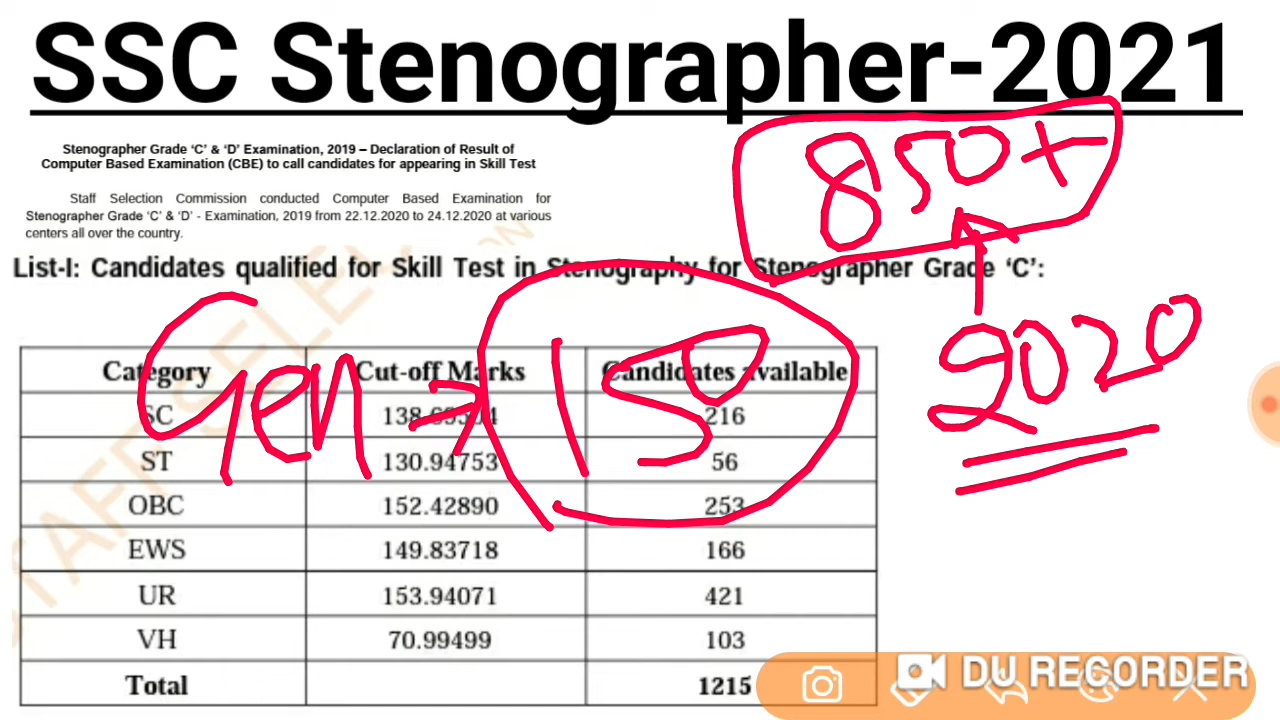 SSC Stenographer-2021
Stenographer Grade ‘C’ & ‘D’ Examination, 2019 – Declaration of Result of
Computer Based Examination (CBE) to call candidates for appearing in Skill Test
850+
Staff Selection Commission conducted Computer Based Examination for
Stenographer Grade ‘C’ & ‘D’ - Examination, 2019 from 22.12.2020 to 24.12.2020 at various
centers all over the country.
List-I: Candidates qualified for Skill Test in Stenography for Stenographer Grade ‘C’:
2020
Gen → 150
Category Cut-off Marks Candidates available
SC 216
ST 130.94753 56
OBC 152.42890 253
EWS 149.83718 166
UR 153.94071 421
VH 70.99499 103
Total 1215
DU RECORDER